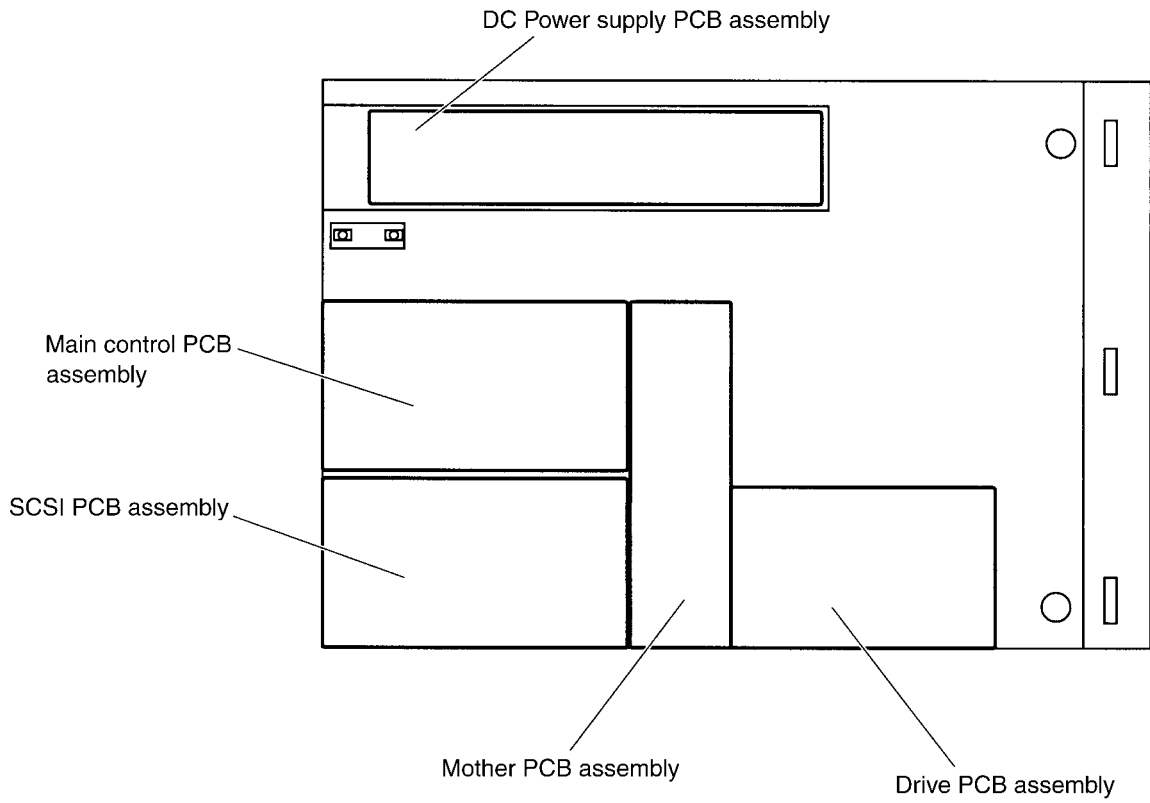 DC Power supply PCB assembly
Main control PCB
assembly
SCSI PCB assembly
Mother PCB assembly
Drive PCB assembly